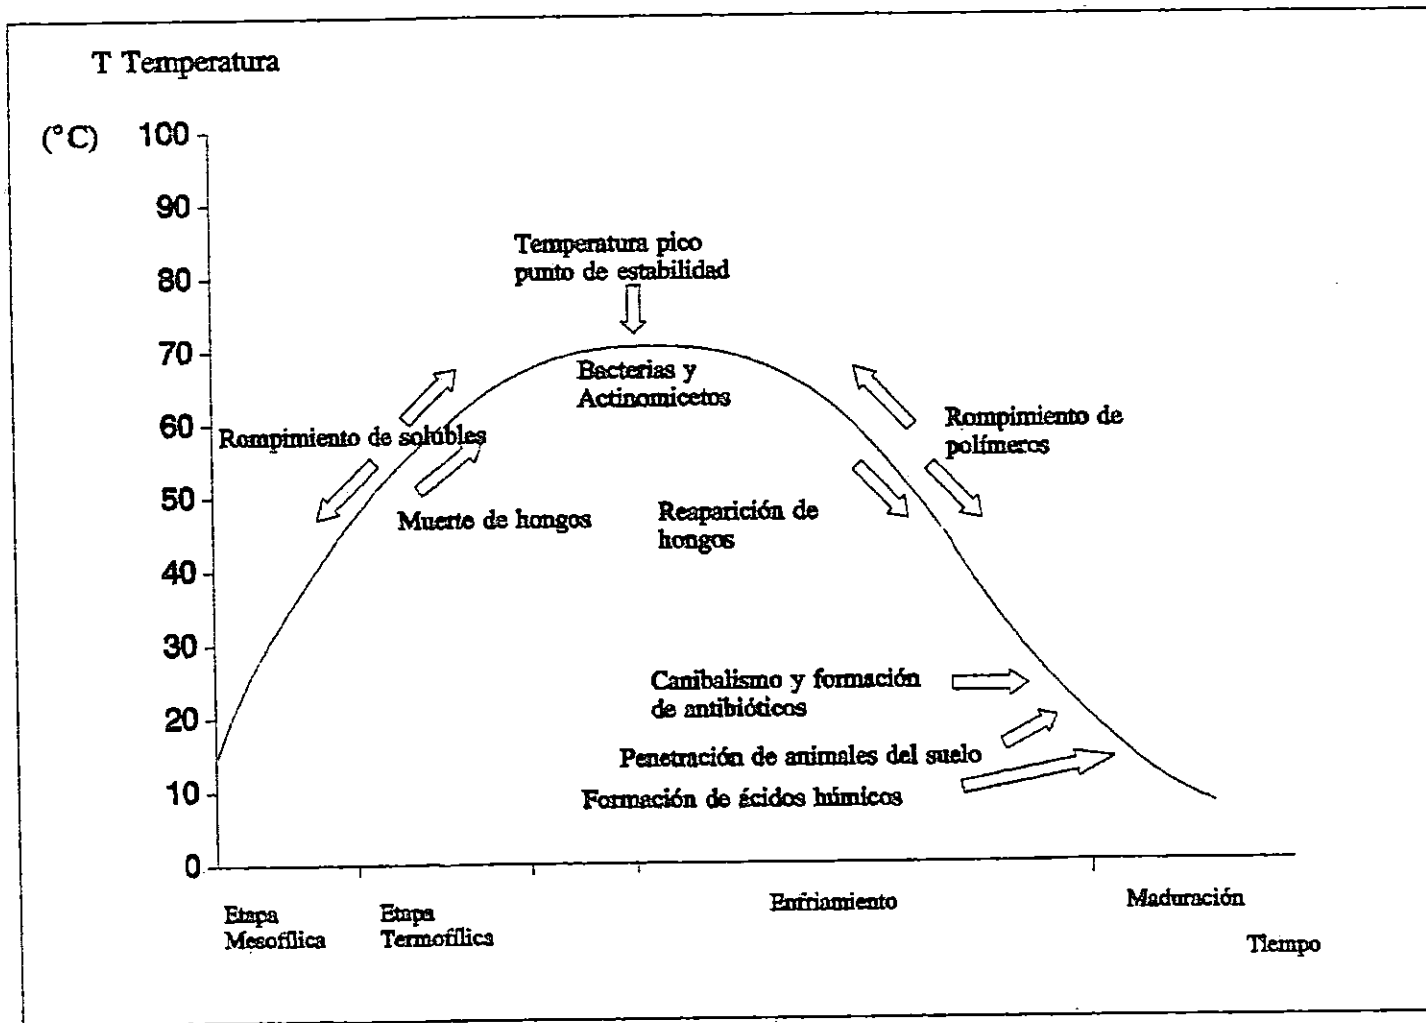 T Temperatura
(°C)
100
90
80
70
60
50
40
30
20
10
0
Temperatura pico
punto de estabilidad
Bacterias y
Actinomicetos
Rompimiento de solúbles
Muerte de hongos
Rompimiento de
polímeros
Reaparición de
hongos
Canibalismo y formación
de antibióticos
Penetración de animales del suelo
Formación de ácidos húmicos
Etapa
Mesofílica
Etapa
Termofílica
Enfriamiento
Maduración
Tiempo